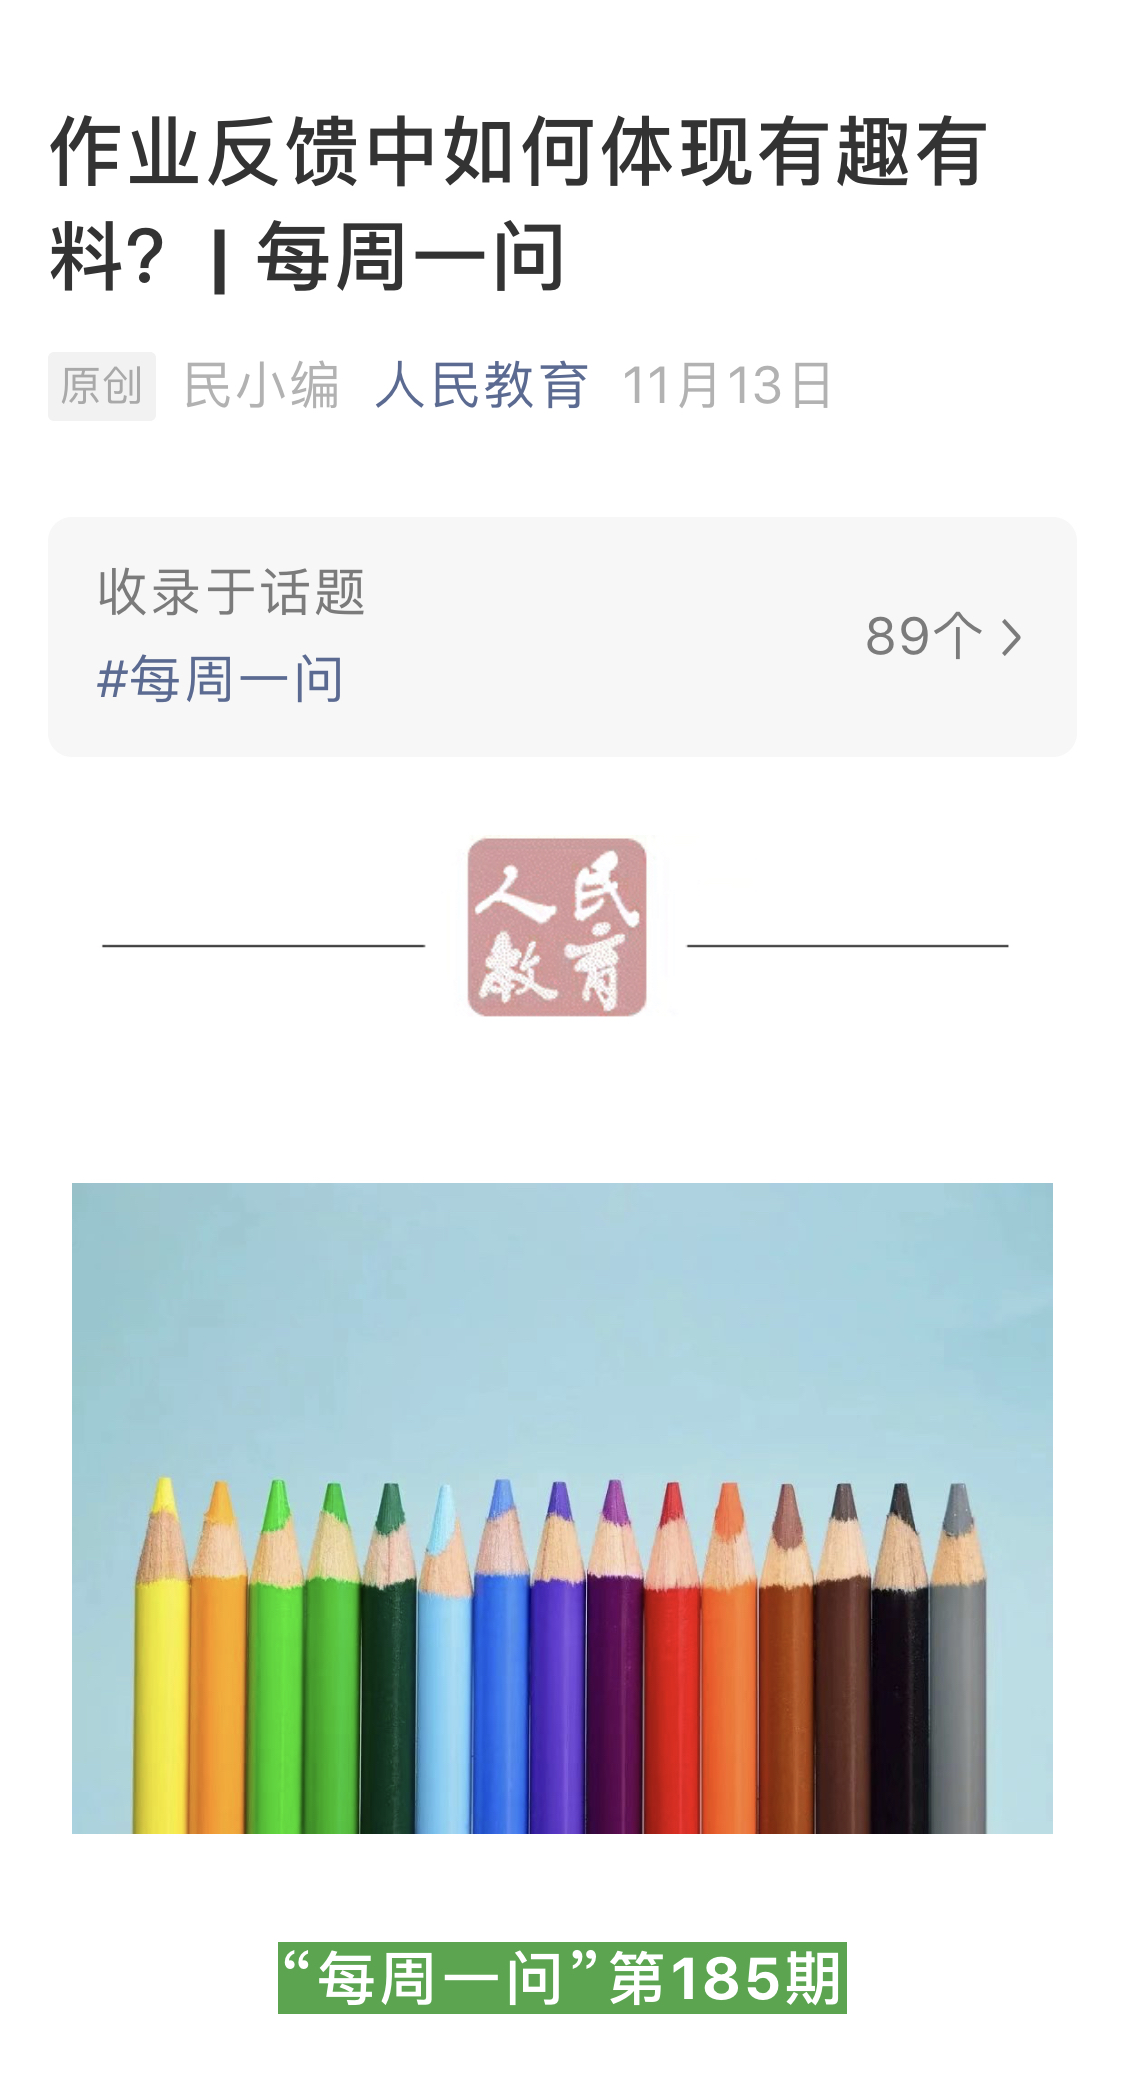 作业反馈中如何体现有趣有
料？ | 每周一问
原创 民小编 人民教育 11月13日
收录于话题
#每周一问
89个
人民
教育
“每周一问”第185期